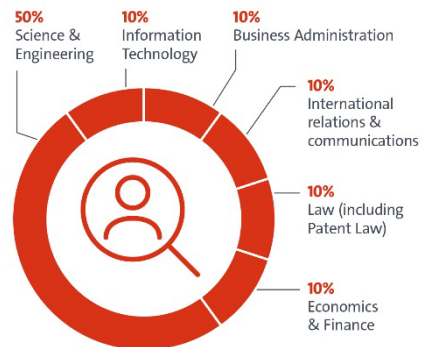 50%
Science &
Engineering
10%
Information
Technology
10%
Business Administration
10%
International
relations &
communications
10%
Law (including
Patent Law)
10%
Economics
& Finance